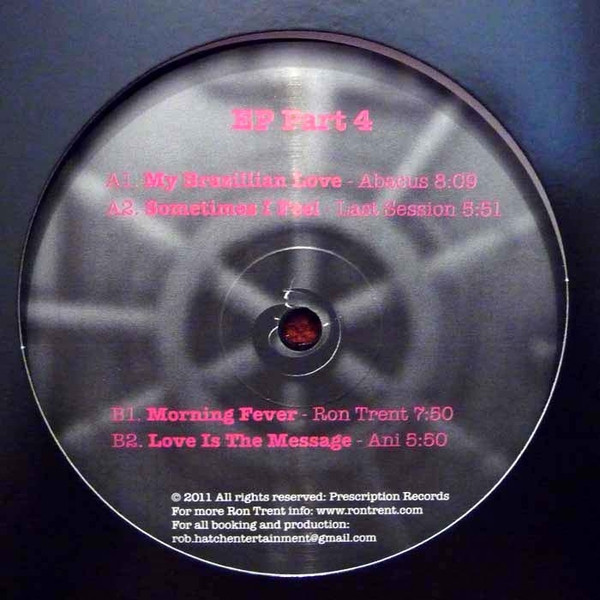 EP Part 4
A1. My Brazillian Love - Abacus 8:09
A2. Sometimes I Feel - Last Session 5:51
B1. Morning Fever - Ron Trent 7:50
B2. Love Is The Message - Ani 5:50
© 2011 All rights reserved: Prescription Records
For more Ron Trent info: www.rontrent.com
For all booking and production:
rob.hatchentertainment@gmail.com